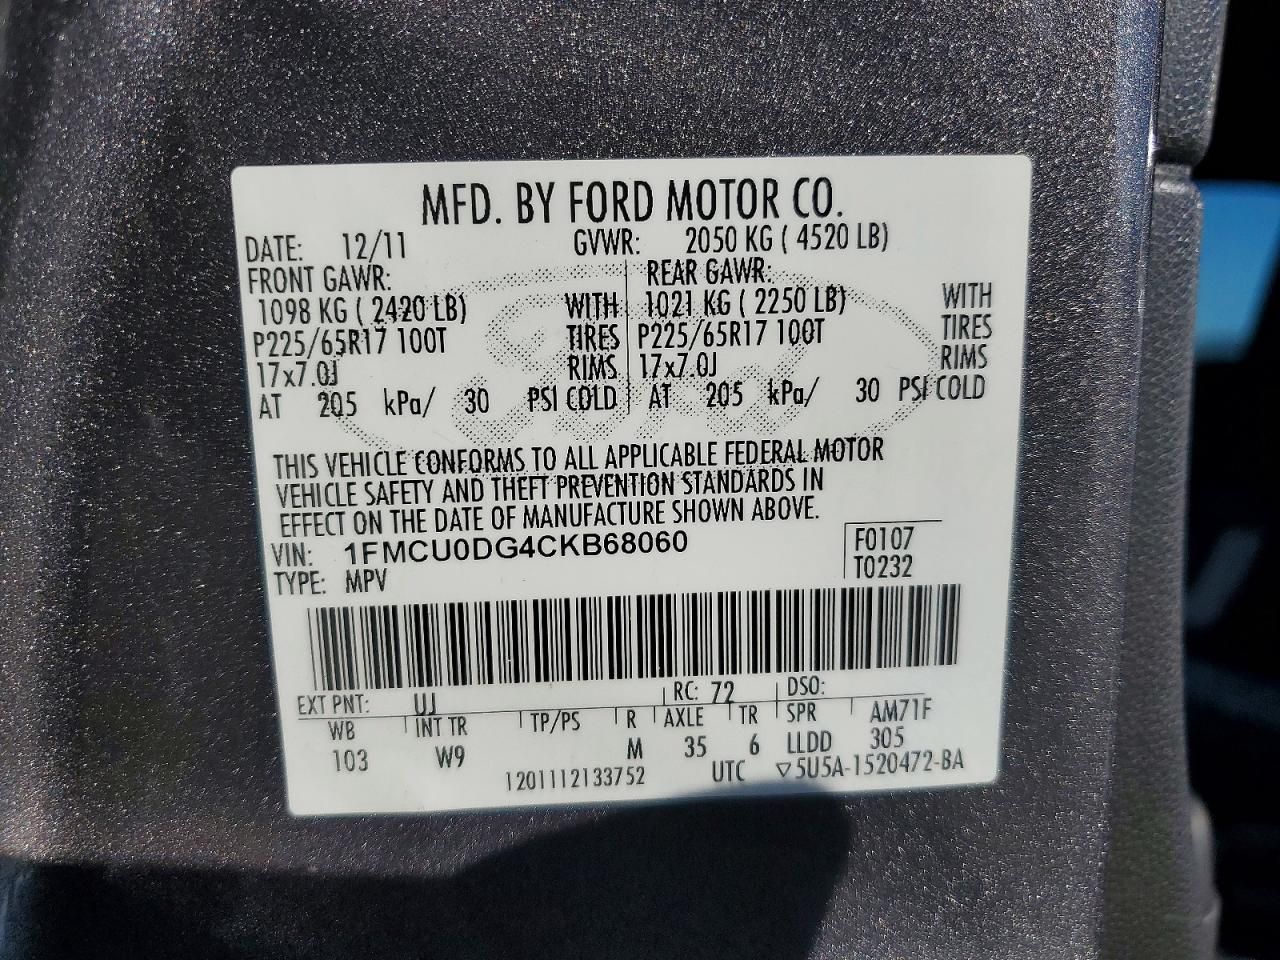 MFD. BY FORD MOTOR CO.
DATE: 12/11 GVWR: 2050 KG ( 4520 LB)
FRONT GAWR: REAR GAWR:
1098 KG ( 2420 LB) WITH 1021 KG ( 2250 LB) WITH
P225/65R17 100T TIRES P225/65R17 100T TIRES
17x7.0J RIMS 17x7.0J RIMS
AT 205 kPa/ 30 PSI COLD AT 205 kPa/ 30 PSI COLD
THIS VEHICLE CONFORMS TO ALL APPLICABLE FEDERAL MOTOR
VEHICLE SAFETY AND THEFT PREVENTION STANDARDS IN
EFFECT ON THE DATE OF MANUFACTURE SHOWN ABOVE.
VIN: 1FMCU0DG4CKB68060 F0107
TYPE: MPV T0232
EXT PNT: UJ RC: 72 DSO:
WB INT TR TP/PS R AXLE TR SPR AM71F
103 W9 M 35 6 LLDD 305
1201112133752 UTC ▽5U5A-1520472-BA